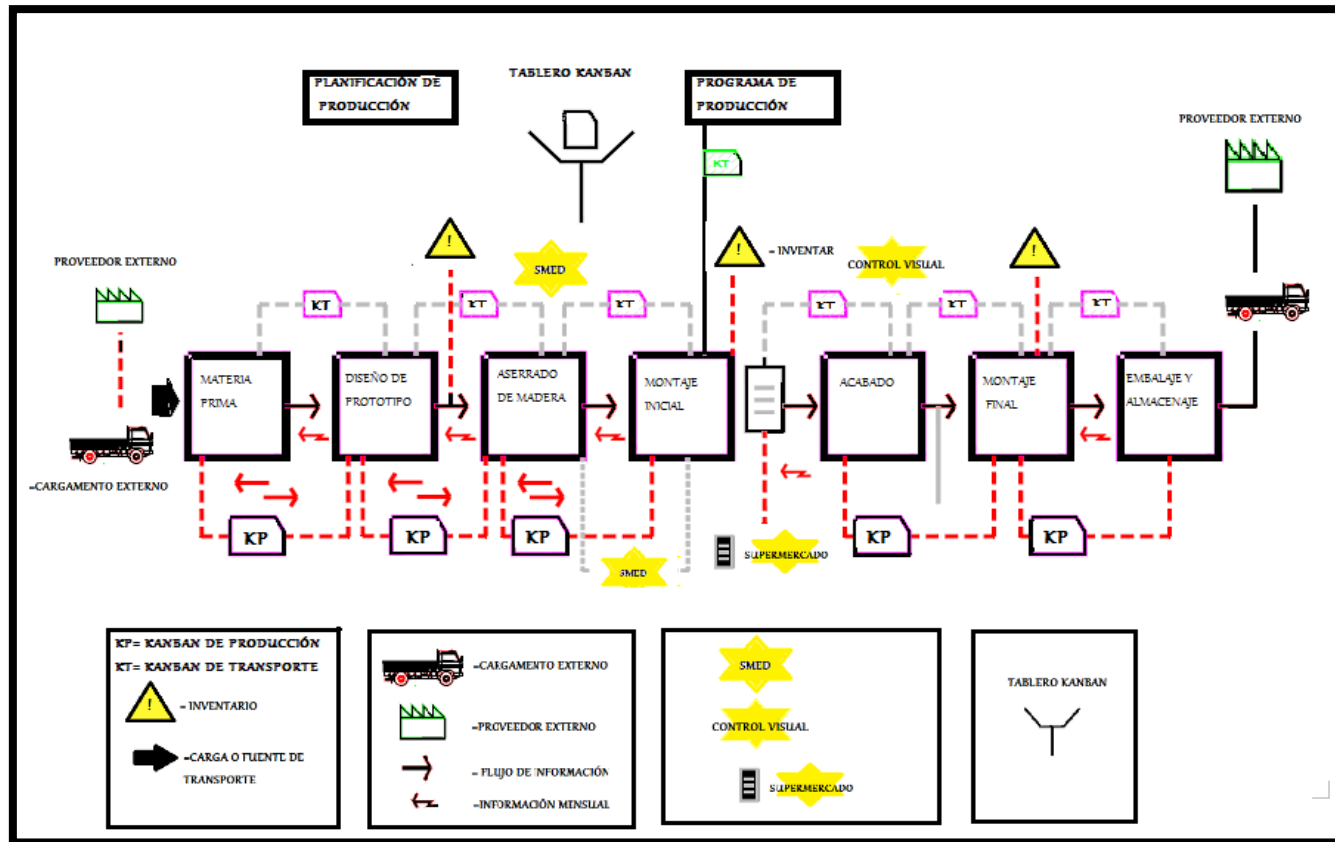 PLANIFICACIÓN DE
PRODUCCIÓN
TABLERO KANBAN
PROGRAMA DE
PRODUCCIÓN
PROVEEDOR EXTERNO
KT
!
- INVENTAR
!
!
SMED
CONTROL VISUAL
PROVEEDOR EXTERNO
KT
KT
KT
KT
KT
KT
MATERIA
PRIMA
DISEÑO DE
PROTOTIPO
ASERRADO
DE MADERA
MONTAJE
INICIAL
ACABADO
MONTAJE
FINAL
EMBALAJE Y
ALMACENAJE
=CARGAMENTO EXTERNO
KP
KP
KP
KP
KP
SMED
SUPERMERCADO
KP= KANBAN DE PRODUCCIÓN
KT= KANBAN DE TRANSPORTE
!
= INVENTARIO
=CARGA O FUENTE DE
TRANSPORTE
=CARGAMENTO EXTERNO
=PROVEEDOR EXTERNO
= FLUJO DE INFORMACIÓN
=INFORMACIÓN MENSUAL
SMED
CONTROL VISUAL
SUPERMERCADO
TABLERO KANBAN